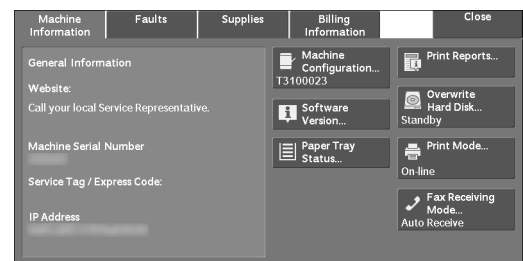 Machine
Information
Faults
Supplies
Billing
Information
Close
General Information
Website:
Call your local Service Representative.
Machine Serial Number
Service Tag / Express Code:
IP Address
Machine
Configuration...
T3100023
Software
Version...
Paper Tray
Status...
Print Reports...
Overwrite
Hard Disk...
Standby
Print Mode...
On-line
Fax Receiving
Mode...
Auto Receive